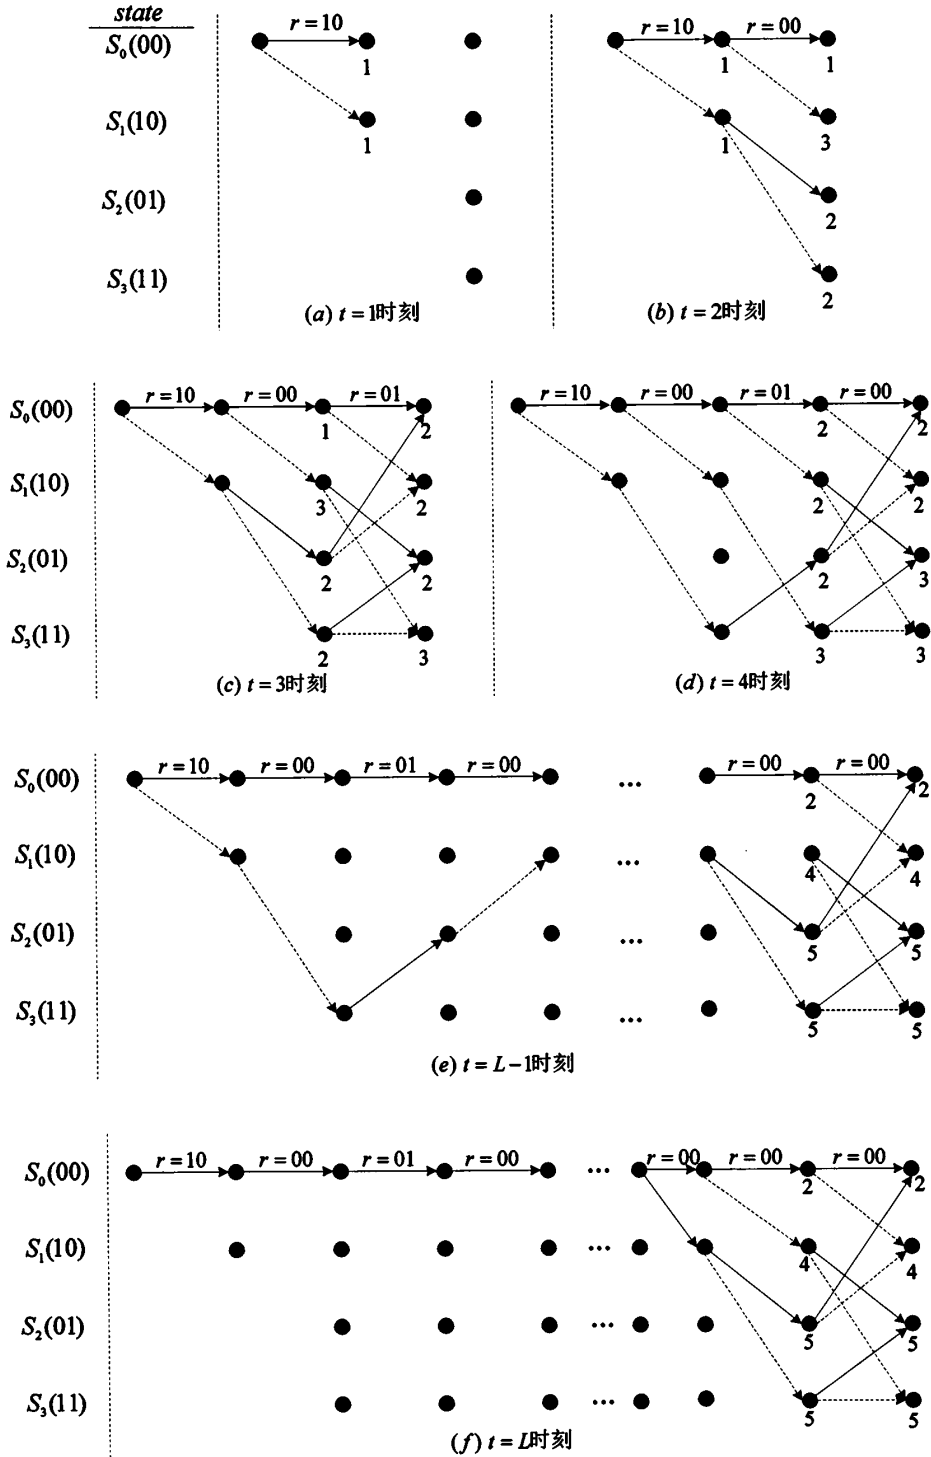 state
S₀(00) r=10 r=10 r=00
1 1 1
S₁(10)
1 1 3
S₂(01)
2
S₃(11)
2
(a) t=1时刻 (b) t=2时刻
S₀(00) r=10 r=00 r=01 r=10 r=00 r=01 r=00
1 2 2 2
S₁(10)
3 2 2 2
S₂(01)
2 2 2 3
S₃(11)
2 3 3 3
(c) t=3时刻 (d) t=4时刻
S₀(00) r=10 r=00 r=01 r=00 ... r=00 r=00
2 2
S₁(10) ...
4 4
S₂(01) ...
5 5
S₃(11) ...
5 5
(e) t=L-1时刻
S₀(00) r=10 r=00 r=01 r=00 ... r=00 r=00 r=00
2 2
S₁(10) ...
4 4
S₂(01) ...
5 5
S₃(11) ...
5 5
(f) t=L时刻